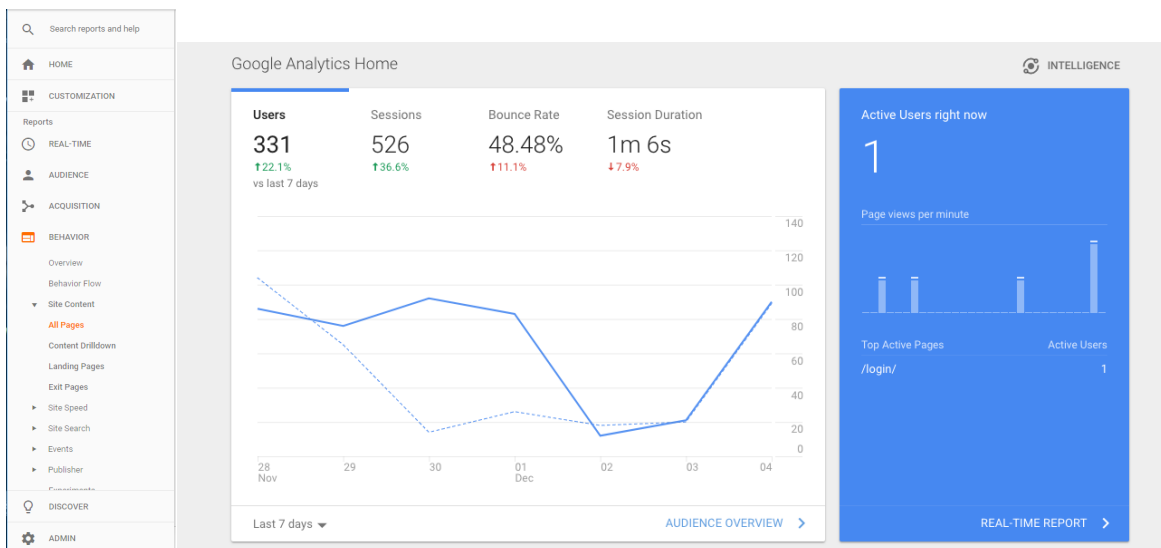 Search reports and help
HOME
CUSTOMIZATION
Reports
REAL-TIME
AUDIENCE
ACQUISITION
BEHAVIOR
Overview
Behavior Flow
Site Content
All Pages
Content Drilldown
Landing Pages
Exit Pages
Site Speed
Site Search
Events
Publisher
Experiments
DISCOVER
ADMIN
Google Analytics Home
INTELLIGENCE
Users Sessions Bounce Rate Session Duration
331 526 48.48% 1m 6s
↑22.1% ↑36.6% ↑11.1% ↓7.9%
vs last 7 days
140
120
100
80
60
40
20
0
28 29 30 01 02 03 04
Nov Dec
Last 7 days
AUDIENCE OVERVIEW
Active Users right now
1
Page views per minute
Top Active Pages Active Users
/login/ 1
REAL-TIME REPORT